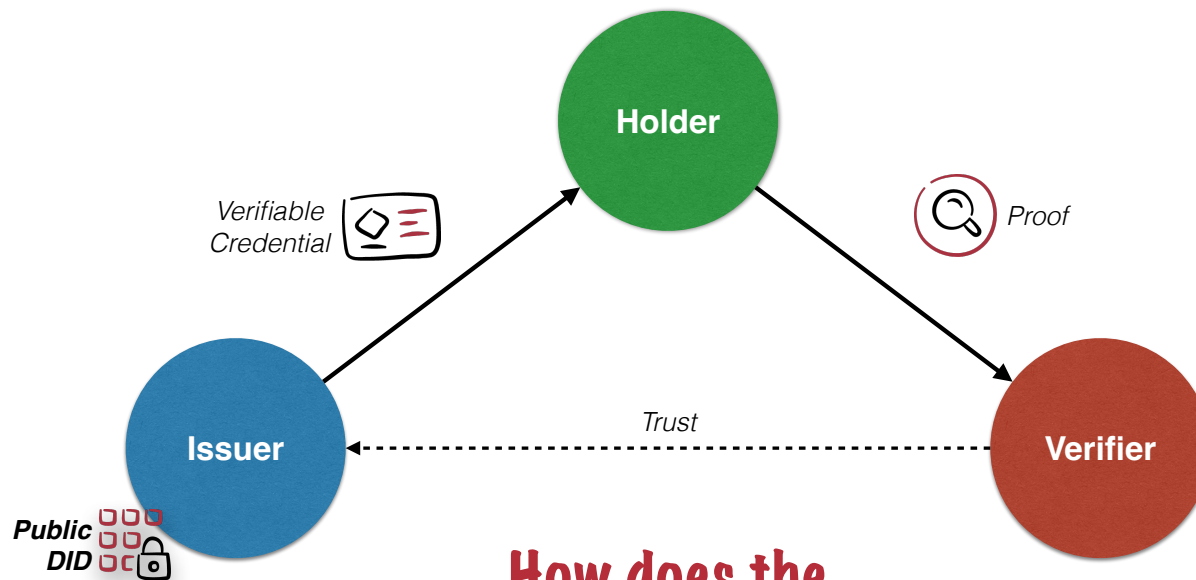 Holder
Verifiable
Credential
Proof
Trust
Issuer
Verifier
Public
DID
How does the